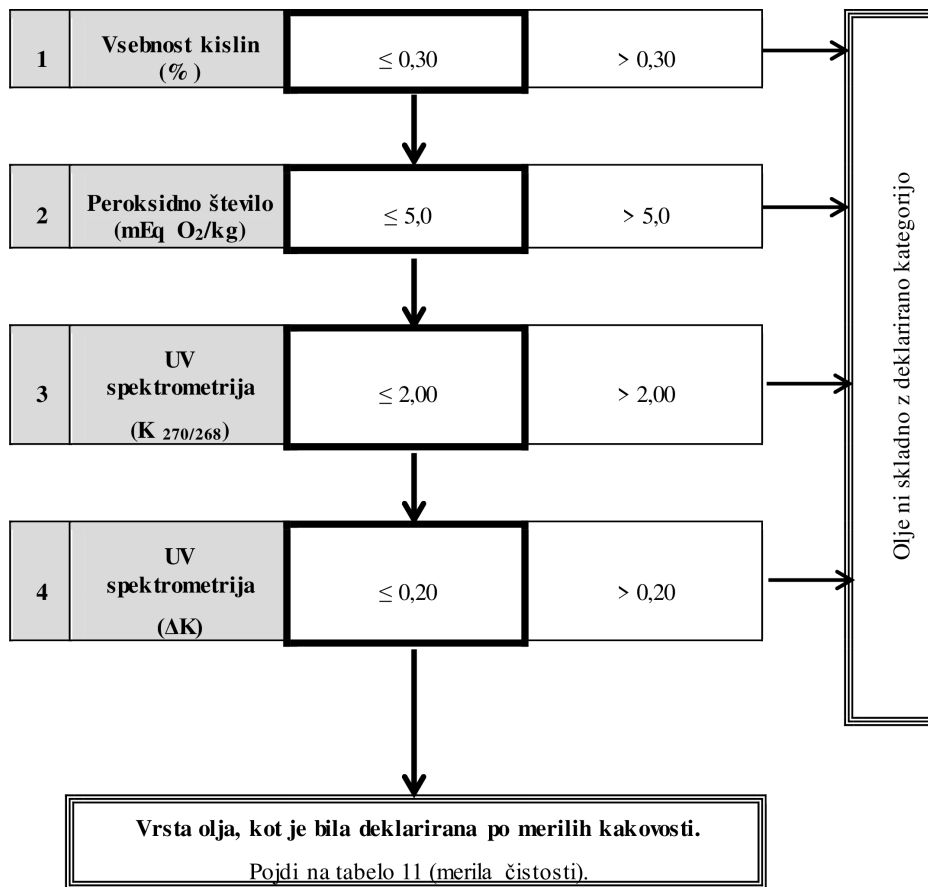 1
Vsebnost kislin
(%)
≤ 0,30
> 0,30
2
Peroksidno število
(mEq O₂/kg)
≤ 5,0
> 5,0
3
UV
spektrometrija
(K 270/268)
≤ 2,00
> 2,00
4
UV
spektrometrija
(ΔK)
≤ 0,20
> 0,20
Olje ni skladno z deklarirano kategorijo
Vrsta olja, kot je bila deklarirana po merilih kakovosti.
Pojdi na tabelo 11 (merila čistosti).